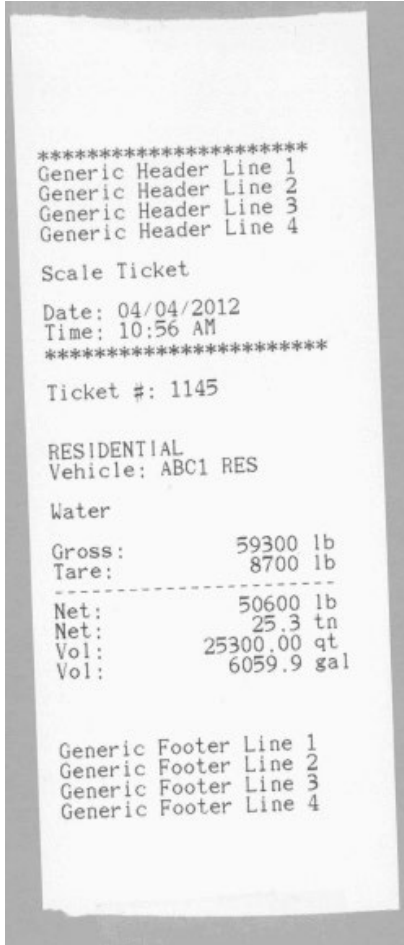 **********************
Generic Header Line 1
Generic Header Line 2
Generic Header Line 3
Generic Header Line 4
Scale Ticket
Date: 04/04/2012
Time: 10:56 AM
***********************
Ticket #: 1145
RESIDENTIAL
Vehicle: ABC1 RES
Water
Gross: 59300 lb
Tare: 8700 lb
-----------------------
Net: 50600 lb
Net: 25.3 tn
Vol: 25300.00 qt
Vol: 6059.9 gal
Generic Footer Line 1
Generic Footer Line 2
Generic Footer Line 3
Generic Footer Line 4